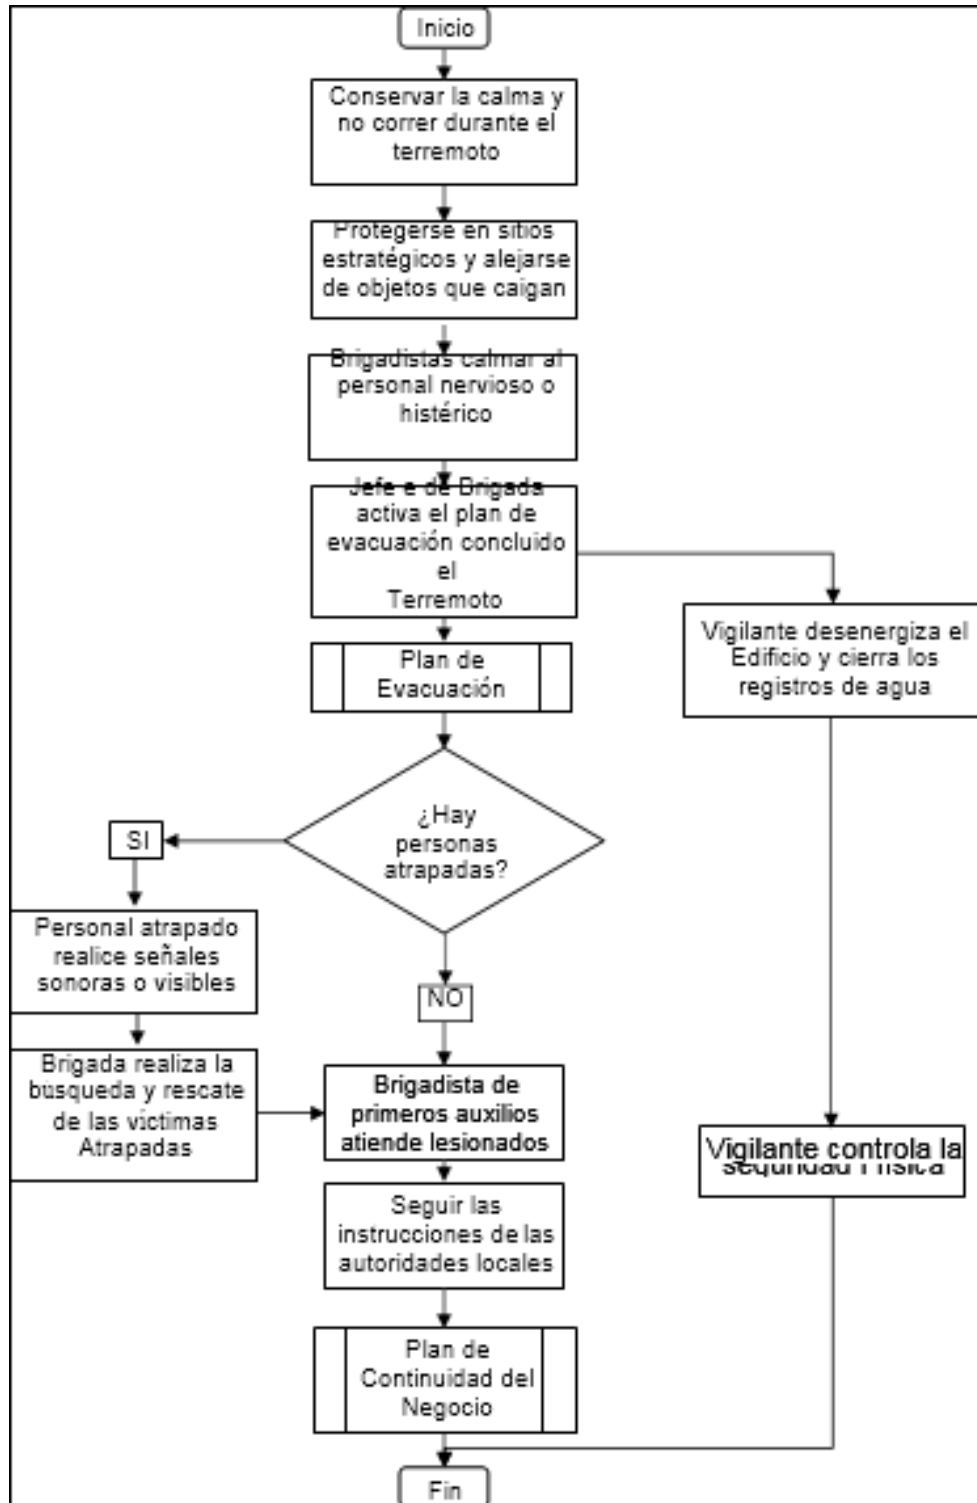 Inicio
Conservar la calma y
no correr durante el
terremoto
Protegerse en sitios
estratégicos y alejarse
de objetos que caigan
Brigadistas calmar al
personal nervioso o
histérico
Jefe e de Brigada
activa el plan de
evacuación concluido
el
Terremoto
Vigilante desenergiza el
Edificio y cierra los
registros de agua
Plan de
Evacuación
¿Hay
personas
atrapadas?
SI
Personal atrapado
realice señales
sonoras o visibles
NO
Brigada realiza la
búsqueda y rescate
de las víctimas
Atrapadas
Brigadista de
primeros auxilios
atiende lesionados
Vigilante controla la
seguridad Física
Seguir las
instrucciones de las
autoridades locales
Plan de
Continuidad del
Negocio
Fin